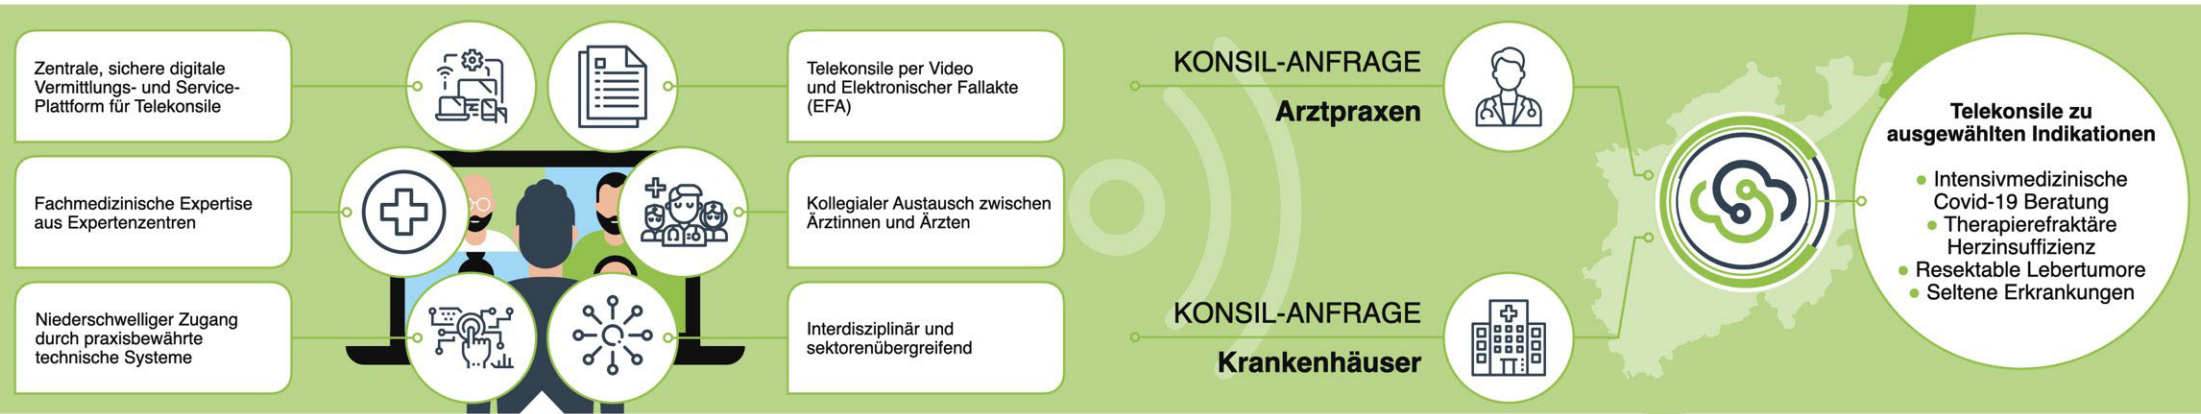 Zentrale, sichere digitale
Vermittlungs- und Service-
Plattform für Telekonsile
Fachmedizinische Expertise
aus Expertenzentren
Niederschwelliger Zugang
durch praxisbewährte
technische Systeme
Telekonsile per Video
und Elektronischer Fallakte
(EFA)
Kollegialer Austausch zwischen
Ärztinnen und Ärzten
Interdisziplinär und
sektorenübergreifend
KONSIL-ANFRAGE
Arztpraxen
KONSIL-ANFRAGE
Krankenhäuser
Telekonsile zu
ausgewählten Indikationen
• Intensivmedizinische
Covid-19 Beratung
• Therapierefraktäre
Herzinsuffizienz
• Resektable Lebertumore
• Seltene Erkrankungen